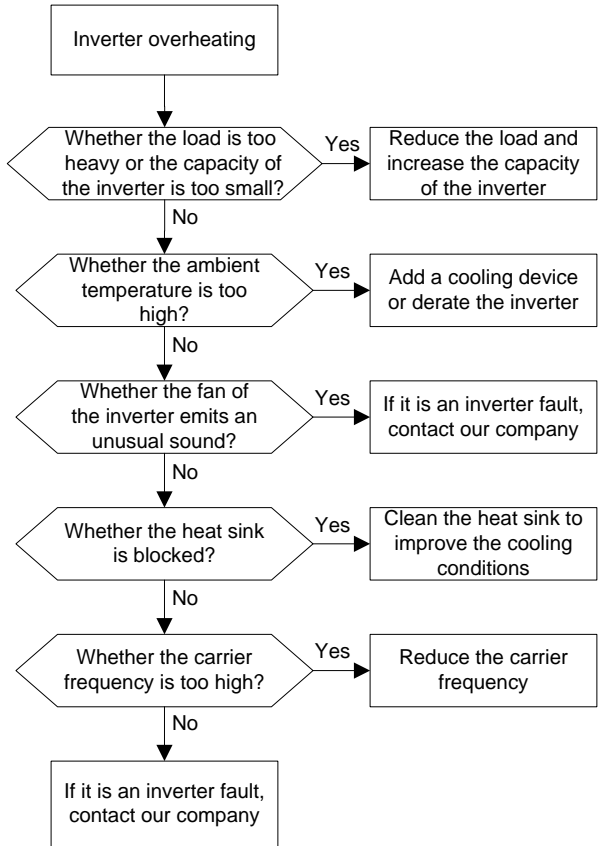 Inverter overheating
Whether the load is too
heavy or the capacity of
the inverter is too small?
Yes
Reduce the load and
increase the capacity
of the inverter
No
Whether the ambient
temperature is too
high?
Yes
Add a cooling device
or derate the inverter
No
Whether the fan of
the inverter emits an
unusual sound?
Yes
If it is an inverter fault,
contact our company
No
Whether the heat sink
is blocked?
Yes
Clean the heat sink to
improve the cooling
conditions
No
Whether the carrier
frequency is too high?
Yes
Reduce the carrier
frequency
No
If it is an inverter fault,
contact our company